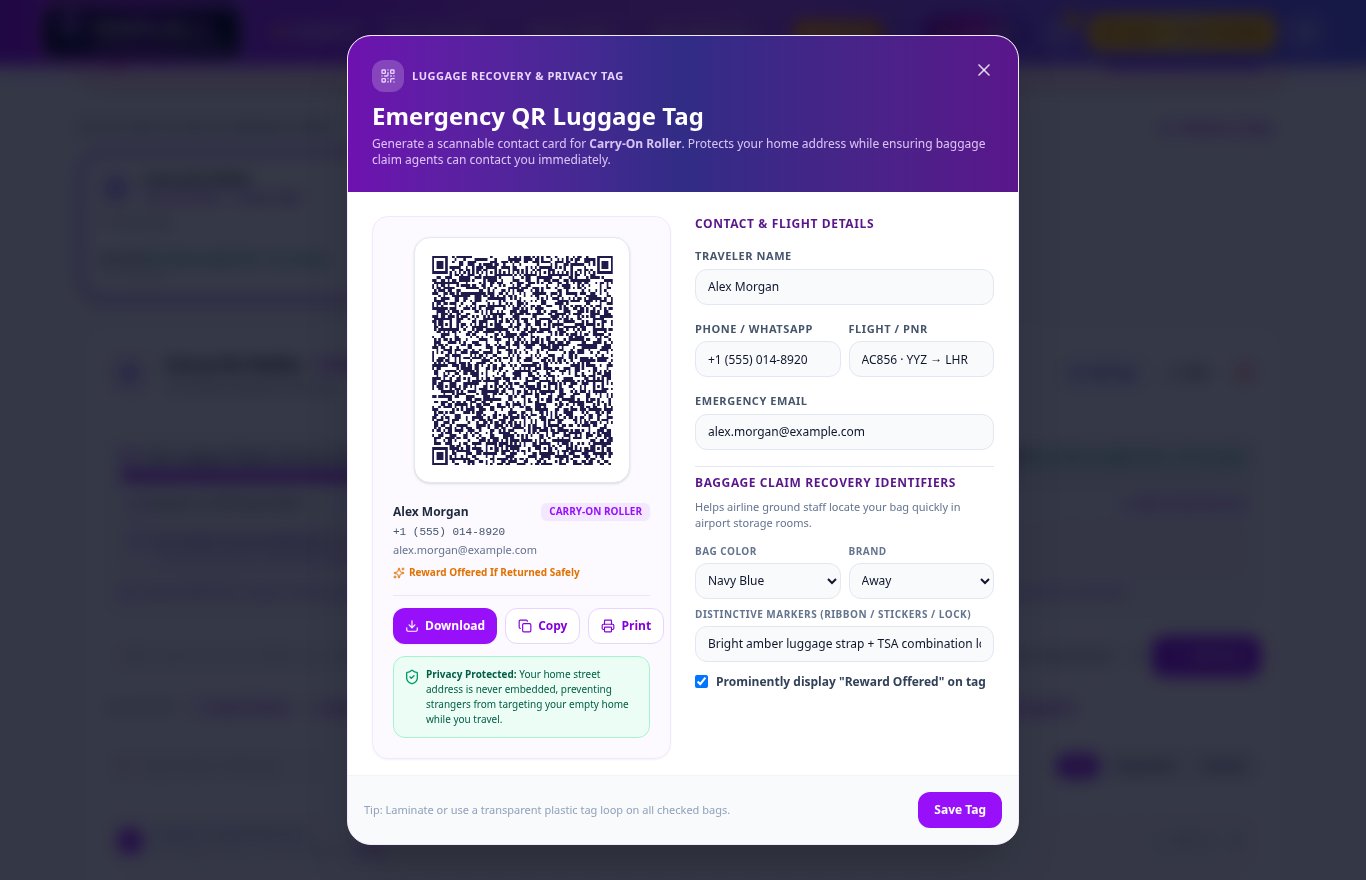 LUGGAGE RECOVERY & PRIVACY TAG
Emergency QR Luggage Tag
Generate a scannable contact card for Carry-On Roller. Protects your home address while ensuring baggage
claim agents can contact you immediately.
Alex Morgan
CARRY-ON ROLLER
+1 (555) 014-8920
alex.morgan@example.com
Reward Offered If Returned Safely
Download
Copy
Print
Privacy Protected: Your home street
address is never embedded, preventing
strangers from targeting your empty home
while you travel.
CONTACT & FLIGHT DETAILS
TRAVELER NAME
Alex Morgan
PHONE / WHATSAPP
FLIGHT / PNR
+1 (555) 014-8920
AC856 · YYZ → LHR
EMERGENCY EMAIL
alex.morgan@example.com
BAGGAGE CLAIM RECOVERY IDENTIFIERS
Helps airline ground staff locate your bag quickly in
airport storage rooms.
BAG COLOR
BRAND
Navy Blue
Away
DISTINCTIVE MARKERS (RIBBON / STICKERS / LOCK)
Bright amber luggage strap + TSA combination
Prominently display "Reward Offered" on tag
Tip: Laminate or use a transparent plastic tag loop on all checked bags.
Save Tag